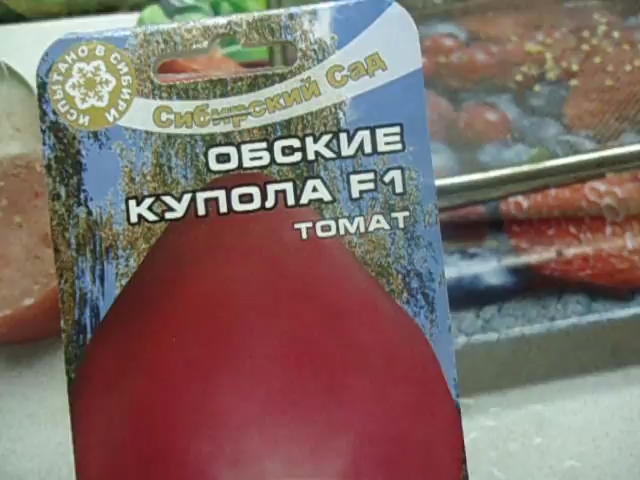 ИСПЫТАНО В СИБИРИ
Сибирский Сад
ОБСКИЕ
КУПОЛА F1
ТОМАТ